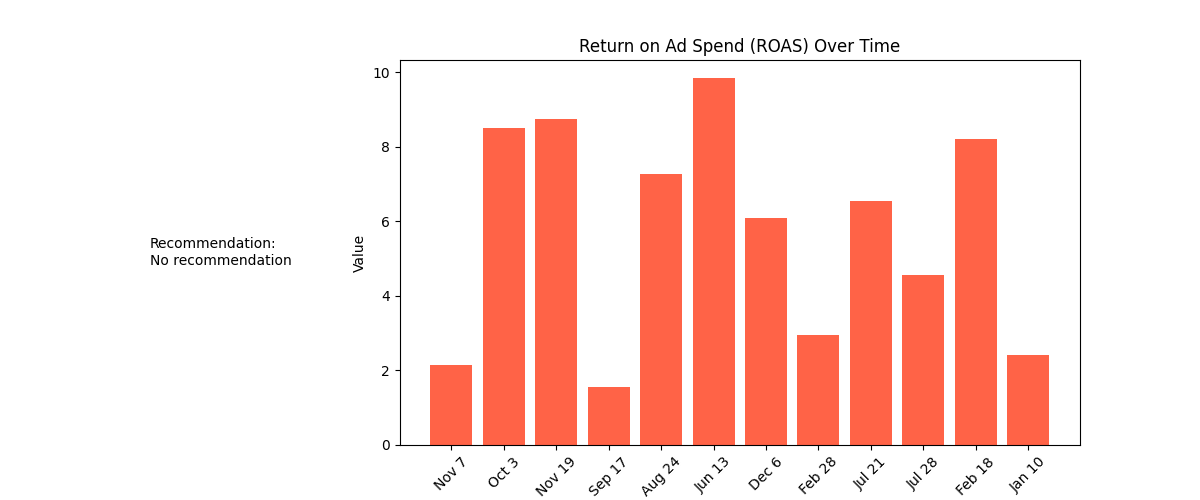 Return on Ad Spend (ROAS) Over Time
Recommendation:
No recommendation
Value
10
8
6
4
2
0
Nov 7
Oct 3
Nov 19
Sep 17
Aug 24
Jun 13
Dec 6
Feb 28
Jul 21
Jul 28
Feb 18
Jan 10